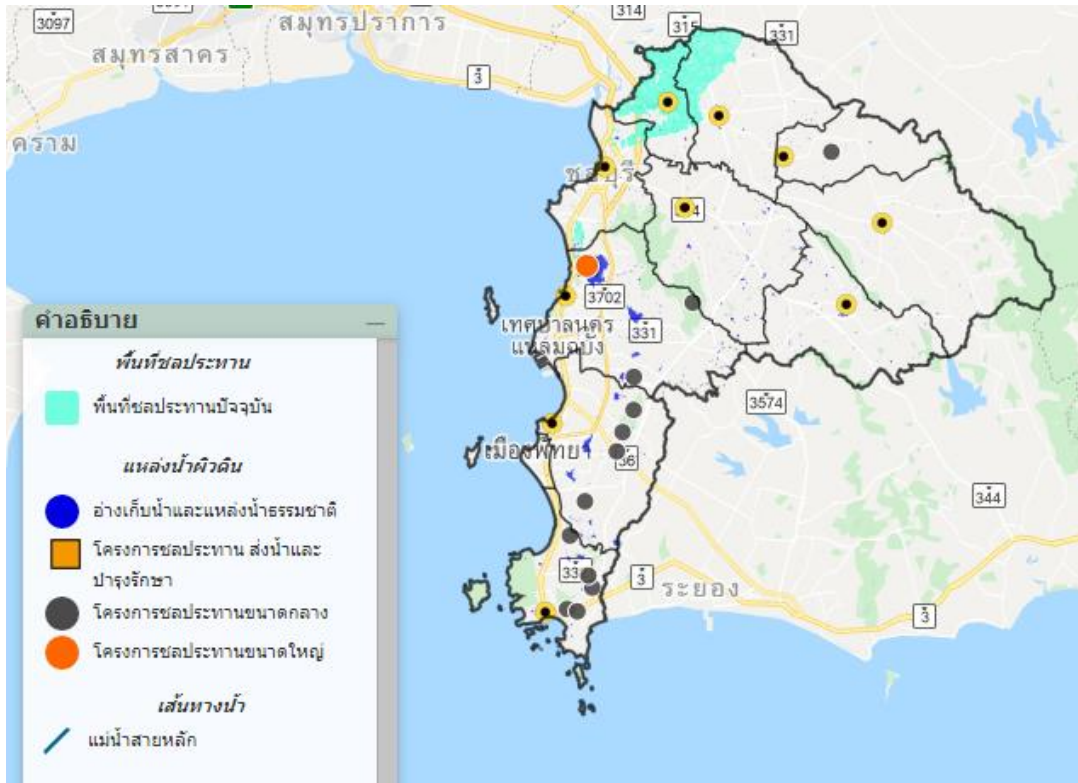 3097
314
315
331
สมุทรปราการ
สมุทรสาคร
3
คราม
ชลบุรี
3702
331
เทศบาลนคร
แหลมฉบัง
3574
เมืองพัทยา
36
344
3
ระยอง
3
คำอธิบาย
พื้นที่ชลประทาน
พื้นที่ชลประทานปัจจุบัน
แหล่งน้ำผิวดิน
อ่างเก็บน้ำและแหล่งน้ำธรรมชาติ
โครงการชลประทาน ส่งน้ำและ
บำรุงรักษา
โครงการชลประทานขนาดกลาง
โครงการชลประทานขนาดใหญ่
เส้นทางน้ำ
แม่น้ำสายหลัก